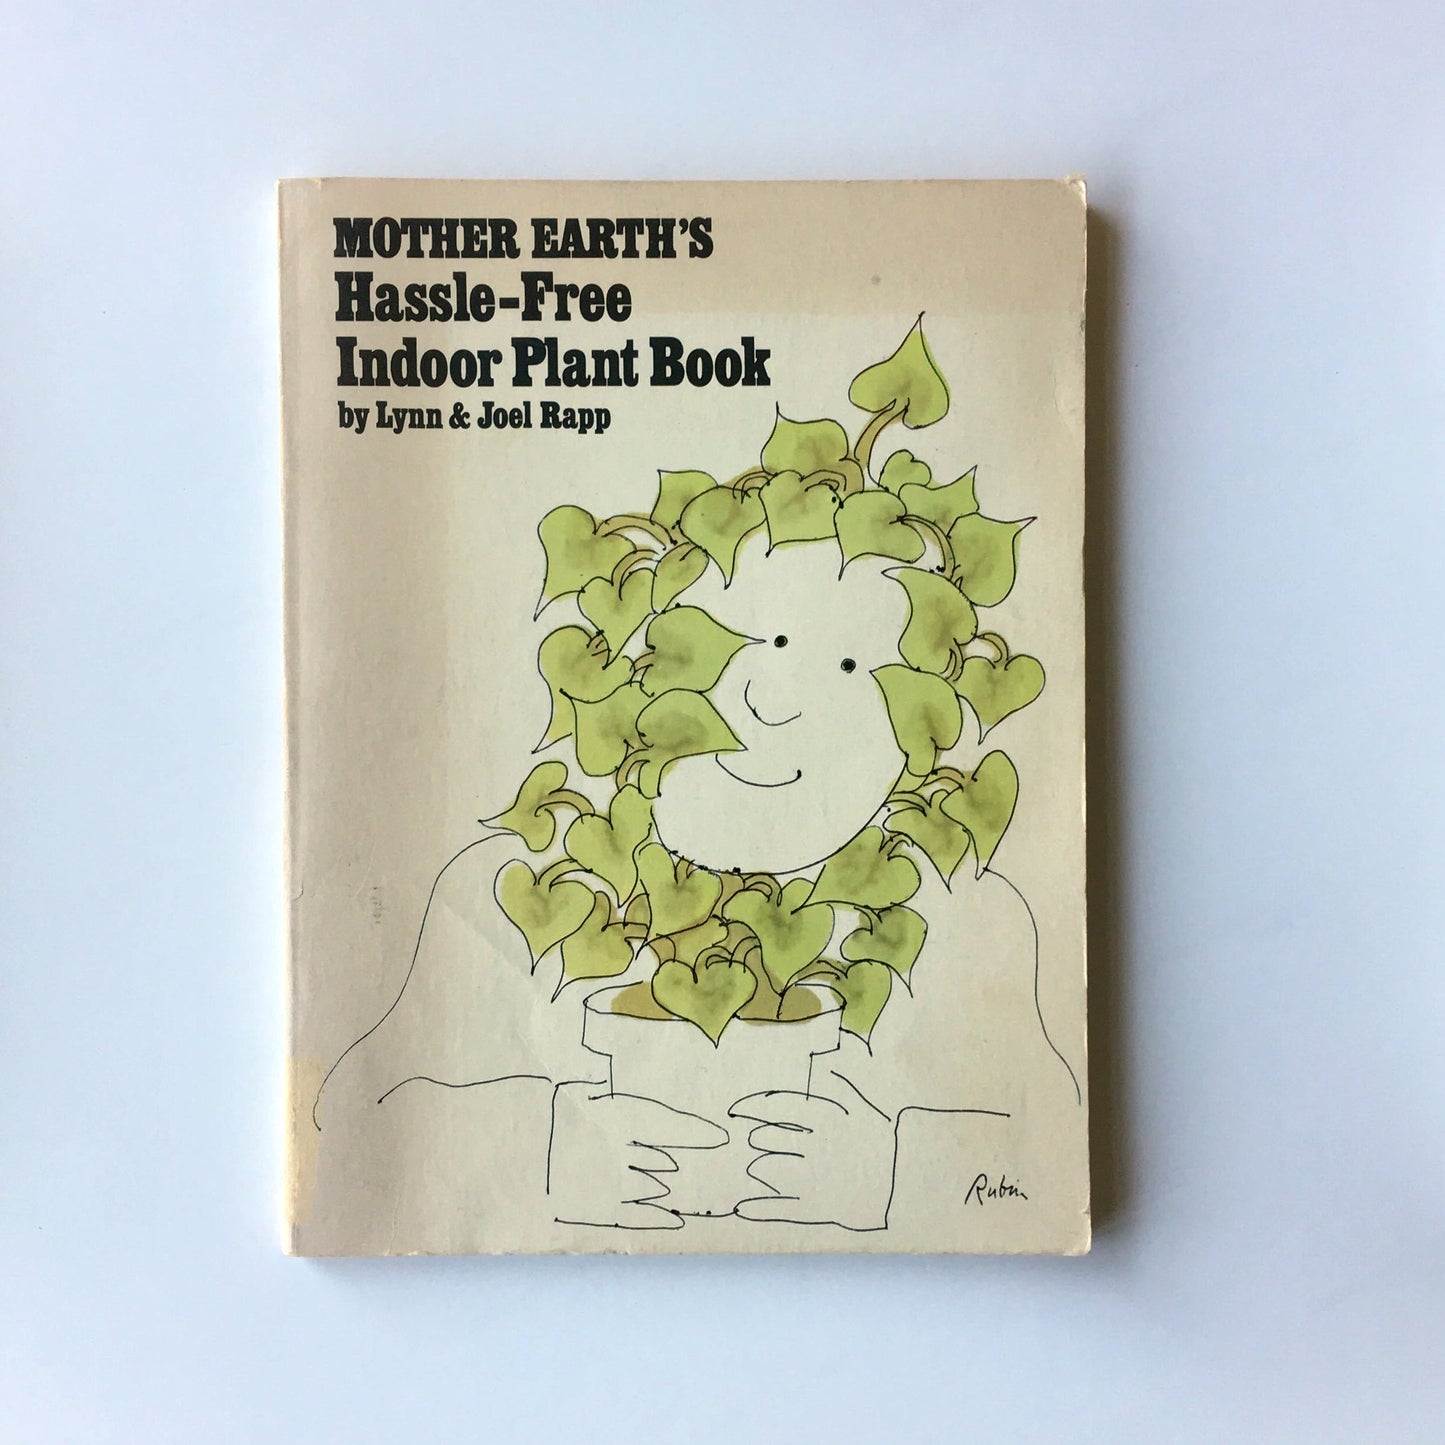 MOTHER EARTH'S
Hassle-Free
Indoor Plant Book
by Lynn & Joel Rapp
Rubin